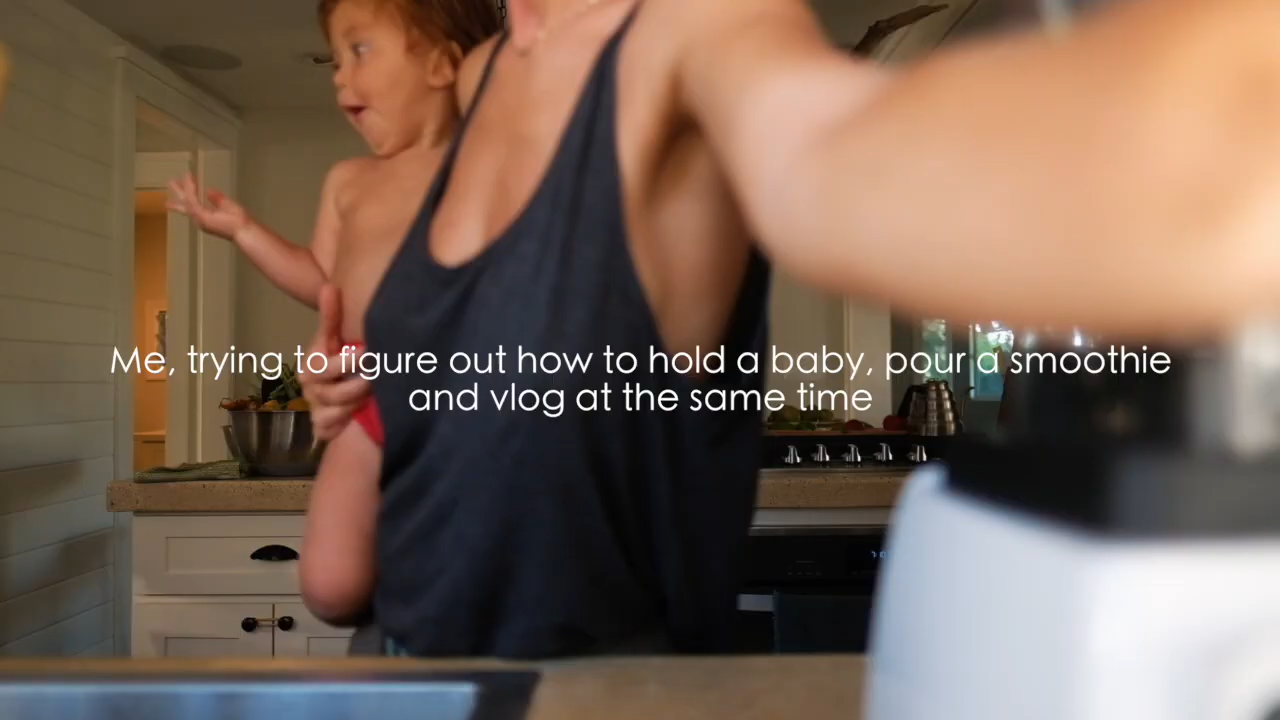 Me, trying to figure out how to hold a baby, pour a smoothie
and vlog at the same time